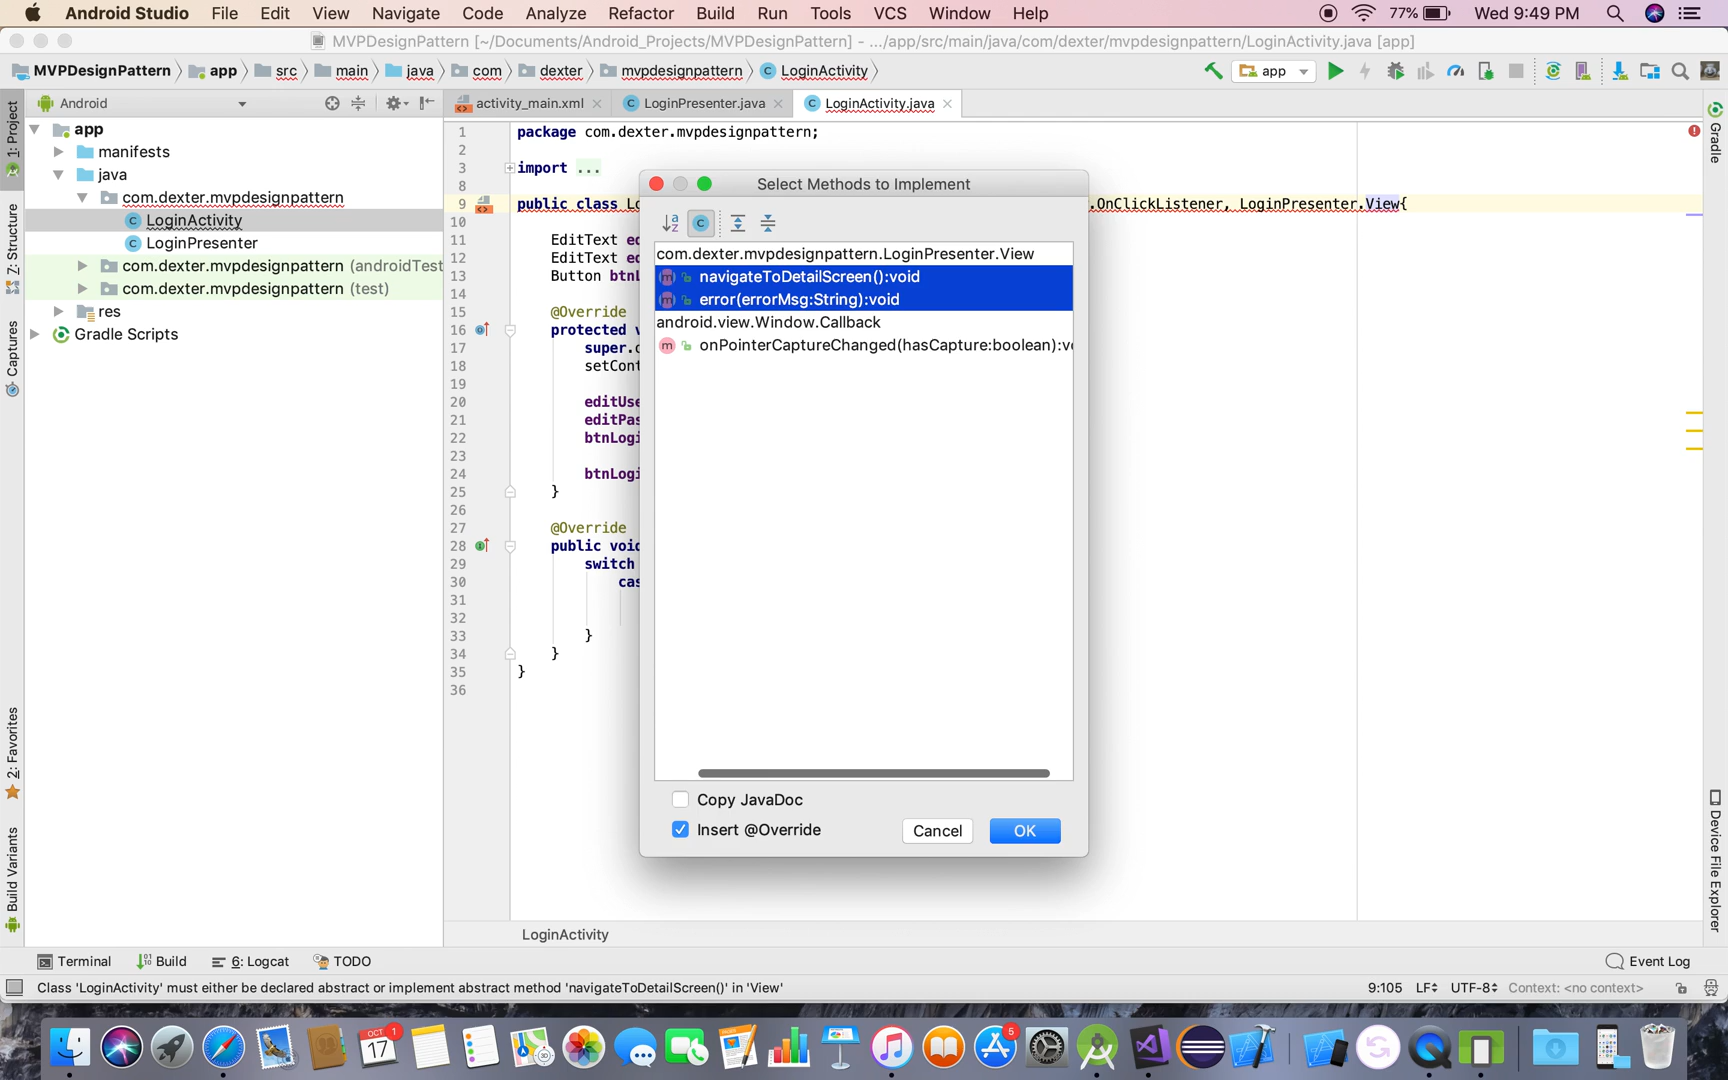 Android Studio File Edit View Navigate Code Analyze Refactor Build Run Tools VCS Window Help 77% Wed 9:49 PM
MVPDesignPattern [~/Documents/Android_Projects/MVPDesignPattern] - .../app/src/main/java/com/dexter/mvpdesignpattern/LoginActivity.java [app]
MVPDesignPattern app src main java com dexter mvpdesignpattern LoginActivity app
Android activity_main.xml LoginPresenter.java LoginActivity.java
1: Project
Z: Structure
Captures
2: Favorites
Build Variants
app
manifests
java
com.dexter.mvpdesignpattern
LoginActivity
LoginPresenter
com.dexter.mvpdesignpattern (androidTest
com.dexter.mvpdesignpattern (test)
res
Gradle Scripts
1 package com.dexter.mvpdesignpattern;
2
3 import ...
8
9 public class Lo .OnClickListener, LoginPresenter.View{
10
11 EditText ed
12 EditText ed
13 Button btnL
14
15 @Override
16 protected v
17 super.o
18 setCont
19
20 editUse
21 editPas
22 btnLogi
23
24 btnLogi
25 }
26
27 @Override
28 public void
29 switch
30 cas
31
32
33 }
34 }
35 }
36
Select Methods to Implement
com.dexter.mvpdesignpattern.LoginPresenter.View
navigateToDetailScreen():void
error(errorMsg:String):void
android.view.Window.Callback
onPointerCaptureChanged(hasCapture:boolean):vo
Copy JavaDoc
Insert @Override
Cancel OK
Gradle
Device File Explorer
LoginActivity
Terminal Build 6: Logcat TODO Event Log
Class 'LoginActivity' must either be declared abstract or implement abstract method 'navigateToDetailScreen()' in 'View' 9:105 LF UTF-8 Context: <no context>
OCT 1
17
5